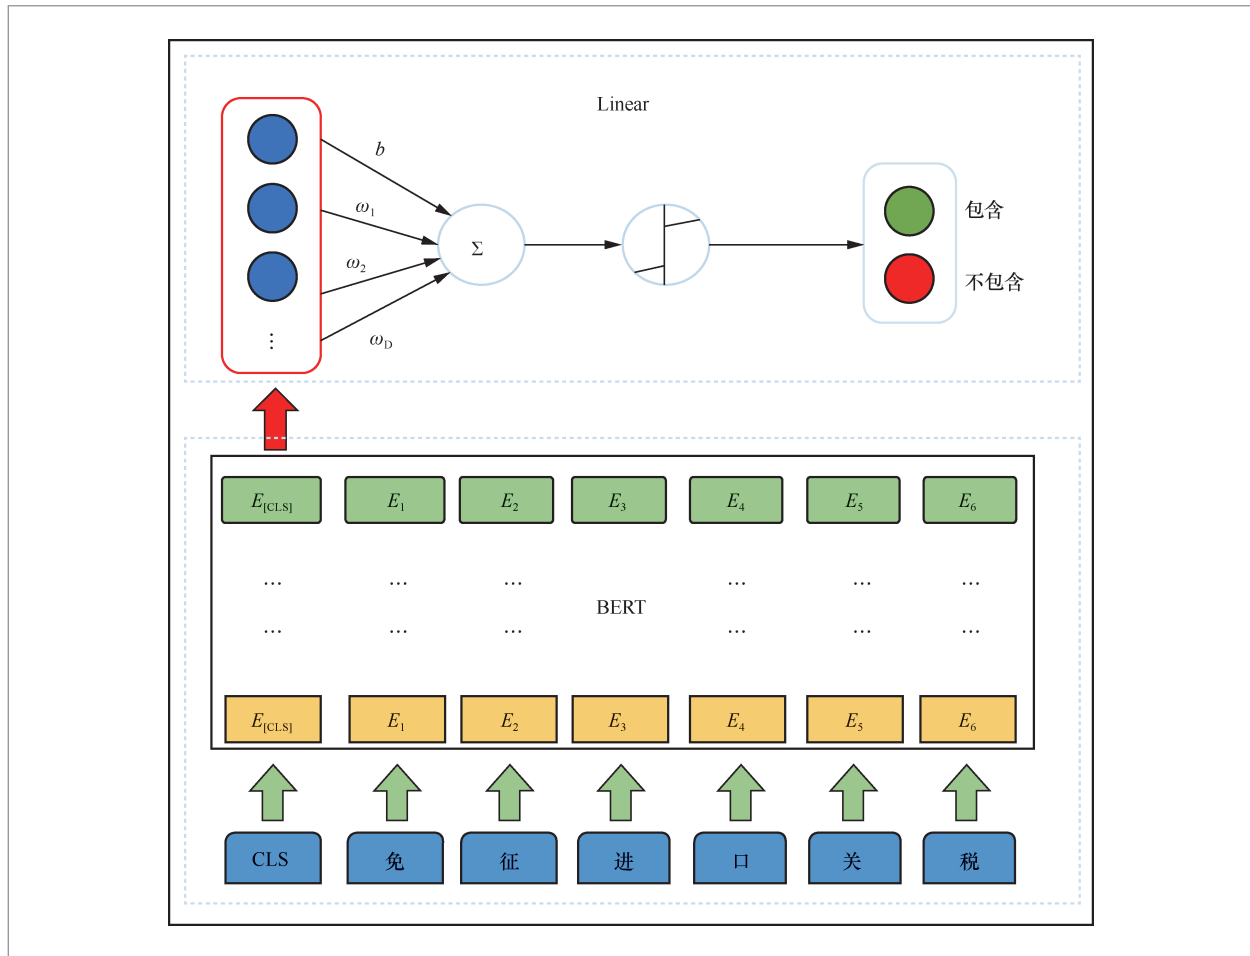 Linear
b
ω1
ω2
ωD
Σ
包含
不包含
⋮
E[CLS] E1 E2 E3 E4 E5 E6
... ... ... ... ... ...
BERT
... ... ... ... ... ...
E[CLS] E1 E2 E3 E4 E5 E6
CLS 免 征 进 口 关 税